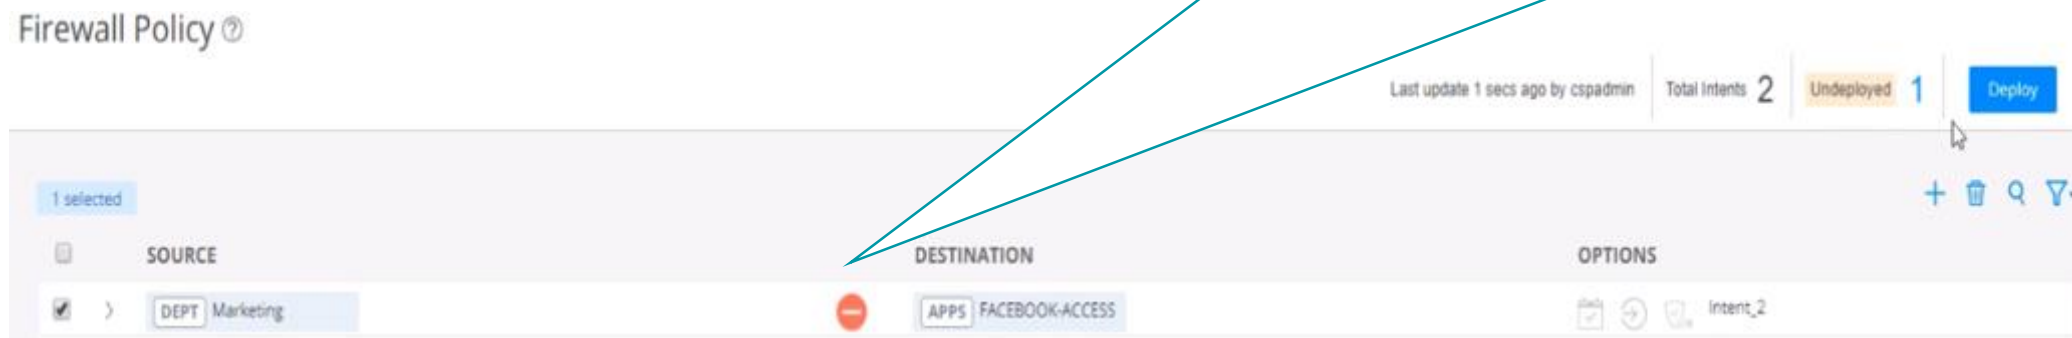 Firewall Policy ?
Last update 1 secs ago by cspadmin Total Intents 2 Undeployed 1 Deploy
1 selected
SOURCE DESTINATION OPTIONS
DEPT Marketing APPS FACEBOOK-ACCESS Intent_2